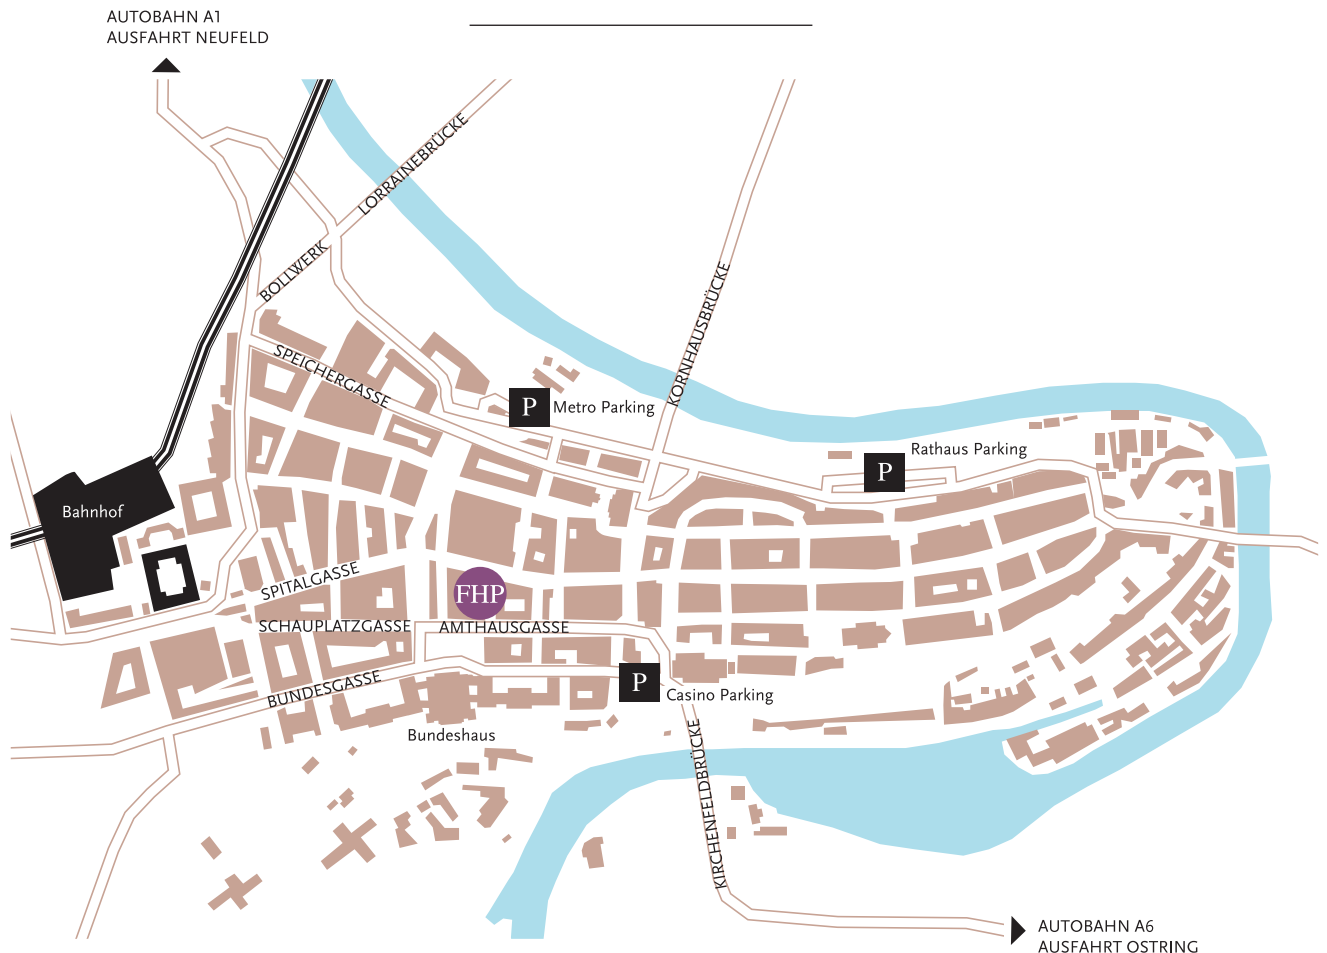 AUTOBAHN A1
AUSFAHRT NEUFELD
LORRAINEBRÜCKE
BOLLWERK
KORNHAUSBRÜCKE
SPEICHERGASSE
P
Metro Parking
Rathaus Parking
P
Bahnhof
SPITALGASSE
FHP
SCHAUPLATZGASSE
AMTHAUSGASSE
BUNDESGASSE
P
Casino Parking
Bundeshaus
KIRCHENFELDBRÜCKE
AUTOBAHN A6
AUSFAHRT OSTRING